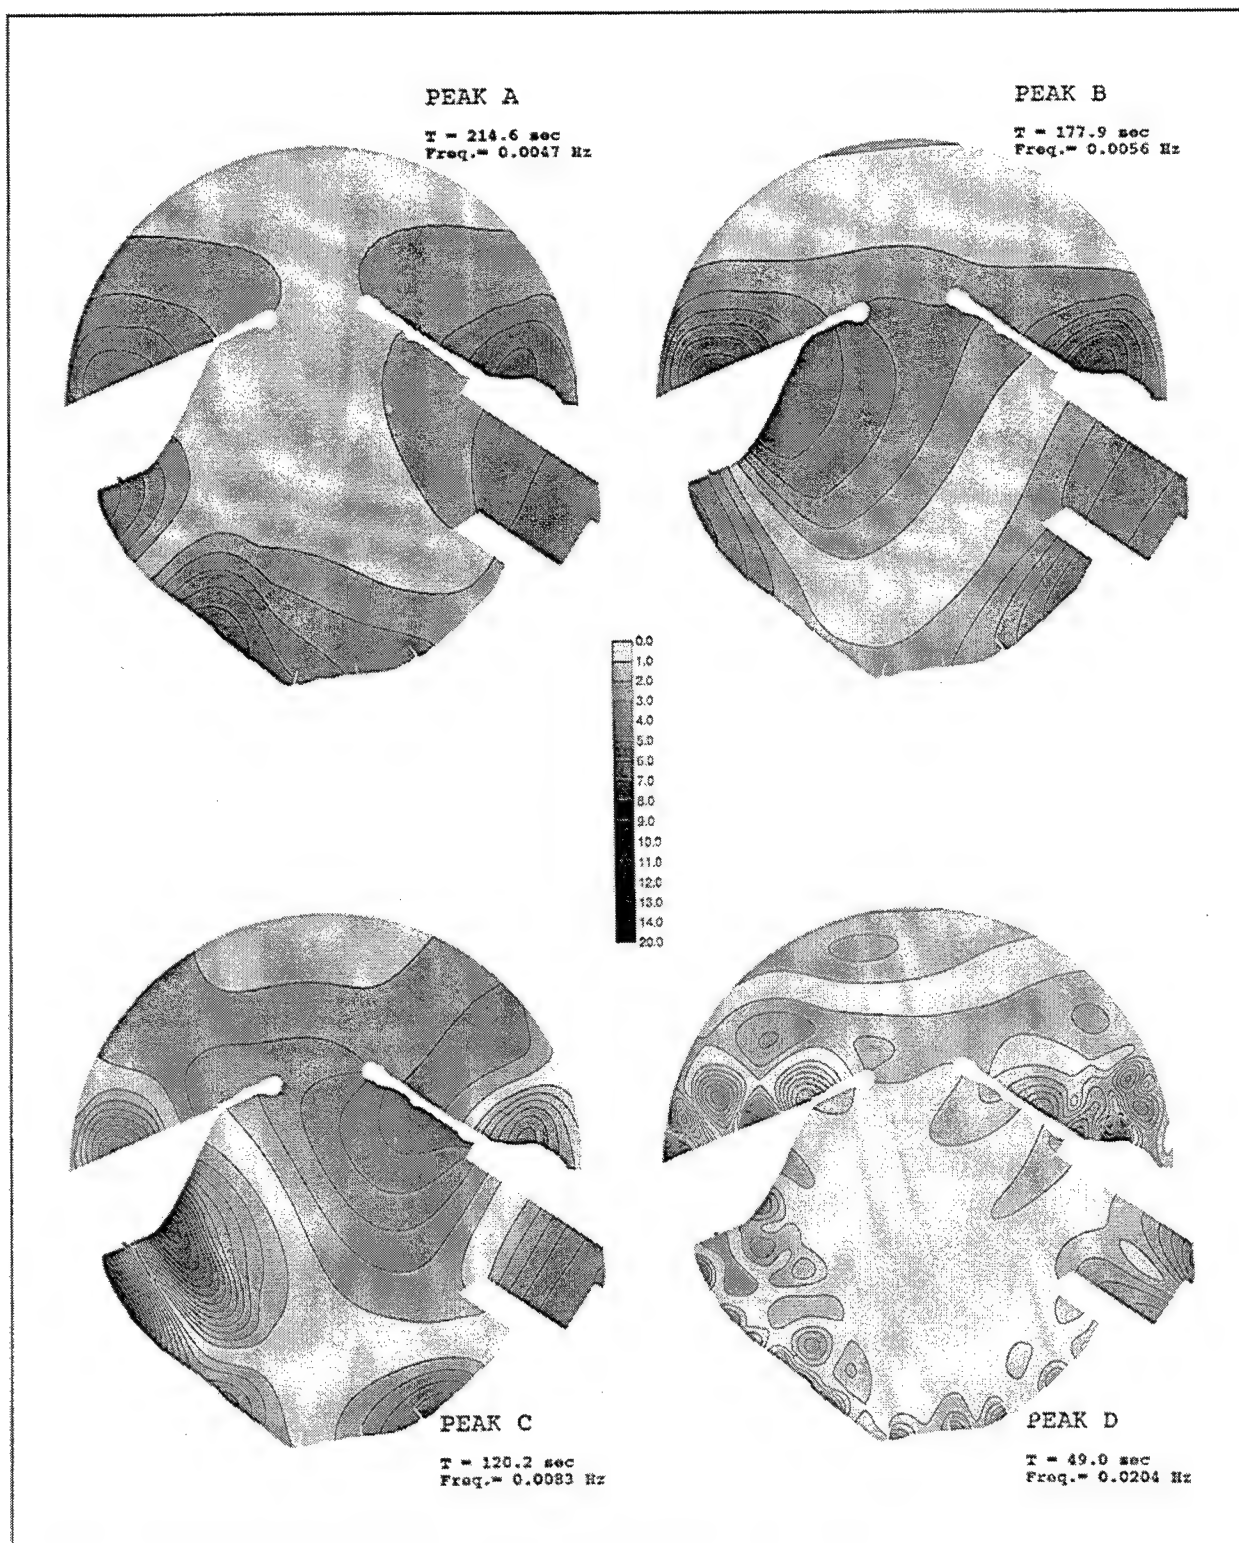 PEAK A
T = 214.6 sec
Freq.= 0.0047 Hz
PEAK B
T = 177.9 sec
Freq.= 0.0056 Hz
0.0
1.0
2.0
3.0
4.0
5.0
6.0
7.0
8.0
9.0
10.0
11.0
12.0
13.0
14.0
20.0
PEAK C
T = 120.2 sec
Freq.= 0.0083 Hz
PEAK D
T = 49.0 sec
Freq.= 0.0204 Hz